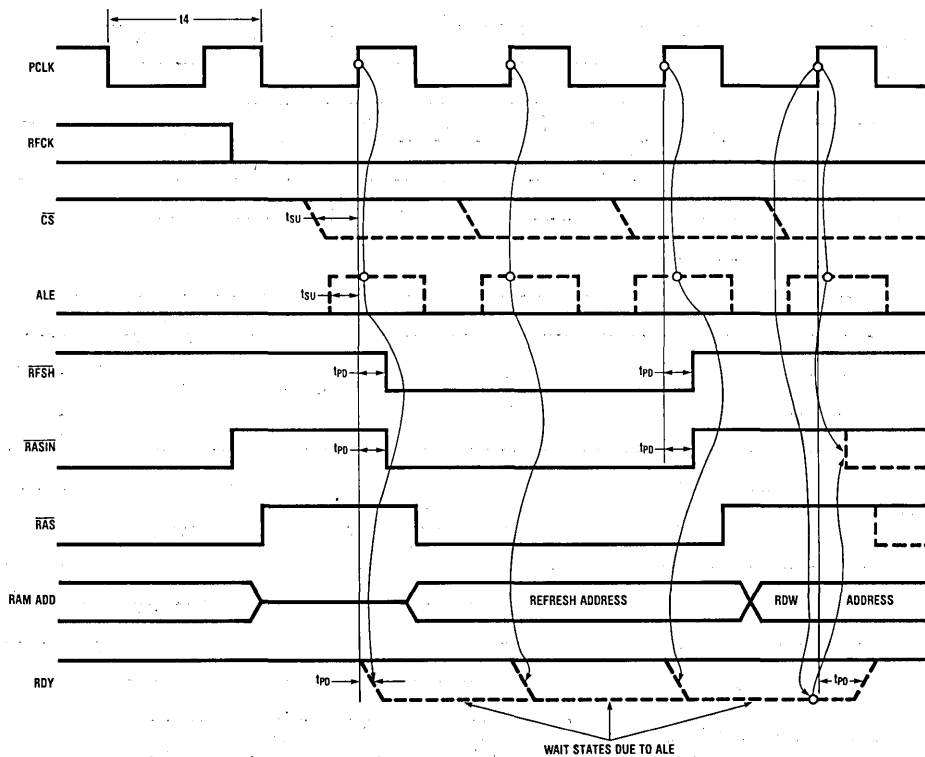 t4
PCLK
RFCK
CS
tSU
ALE
tSU
RFSH
tPD
tPD
RASIN
tPD
tPD
RAS
RAM ADD
REFRESH ADDRESS
RDW ADDRESS
RDY
tPD
tPD
WAIT STATES DUE TO ALE